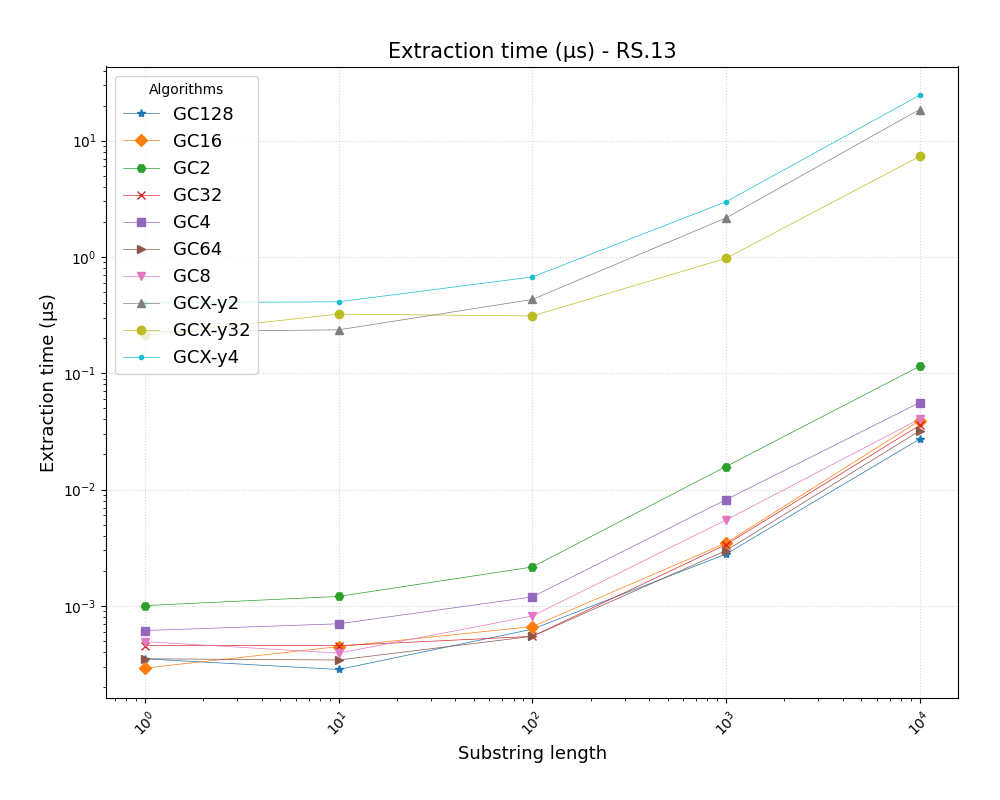 Extraction time (µs) - RS.13
Algorithms
GC128
GC16
GC2
GC32
GC4
GC64
GC8
GCX-y2
GCX-y32
GCX-y4
Extraction time (µs)
10¹
10⁰
10⁻¹
10⁻²
10⁻³
10⁰ 10¹ 10² 10³ 10⁴
Substring length